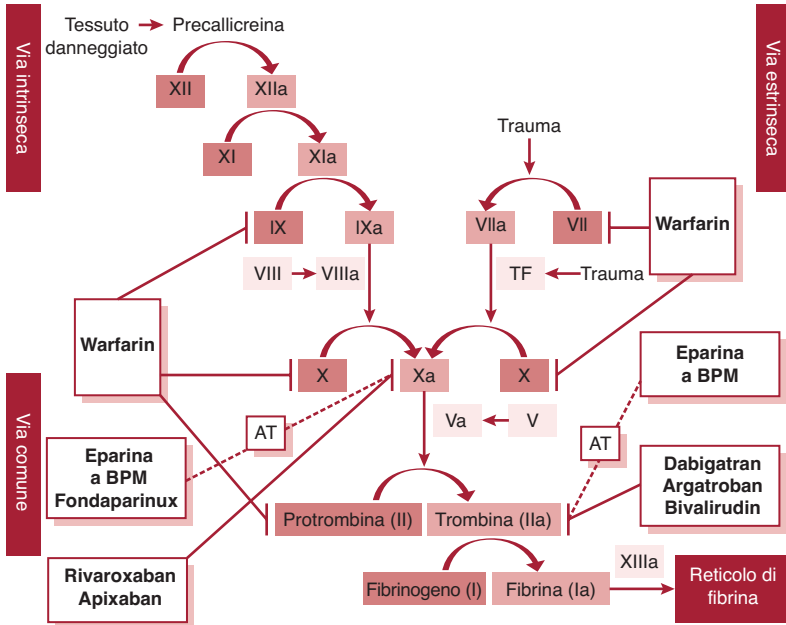 Via intrinseca
Tessuto
danneggiato
Precallicreina
XII
XIIa
XI
XIa
IX
IXa
VIII
VIIIa
Via estrinseca
Trauma
VIIa
VII
TF
Trauma
Warfarin
Warfarin
X
Xa
X
Va
V
Via comune
AT
Eparina
a BPM
Fondaparinux
Eparina
a BPM
AT
Dabigatran
Argatroban
Bivalirudin
Protrombina (II)
Trombina (IIa)
Rivaroxaban
Apixaban
Fibrinogeno (I)
Fibrina (Ia)
XIIIa
Reticolo di
fibrina